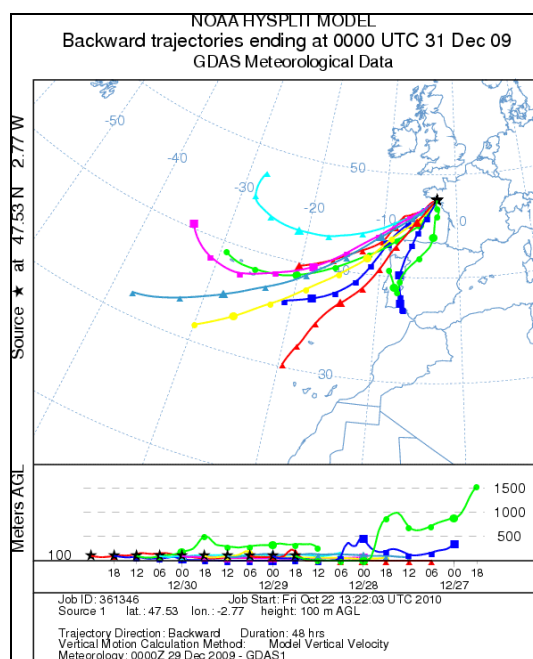 NOAA HYSPLIT MODEL
Backward trajectories ending at 0000 UTC 31 Dec 09
GDAS Meteorological Data
Source ★ at 47.53 N 2.77 W
-50
-40
-30
-20
-10
0
50
40
30
Meters AGL
100
1500
1000
500
18 12 06 00 18 12 06 00 18 12 06 00 18 12 06 00 18
12/30 12/29 12/28 12/27
Job ID: 361346 Job Start: Fri Oct 22 13:22:03 UTC 2010
Source 1 lat.: 47.53 lon.: -2.77 height: 100 m AGL
Trajectory Direction: Backward Duration: 48 hrs
Vertical Motion Calculation Method: Model Vertical Velocity
Meteorology: 0000Z 29 Dec 2009 - GDAS1